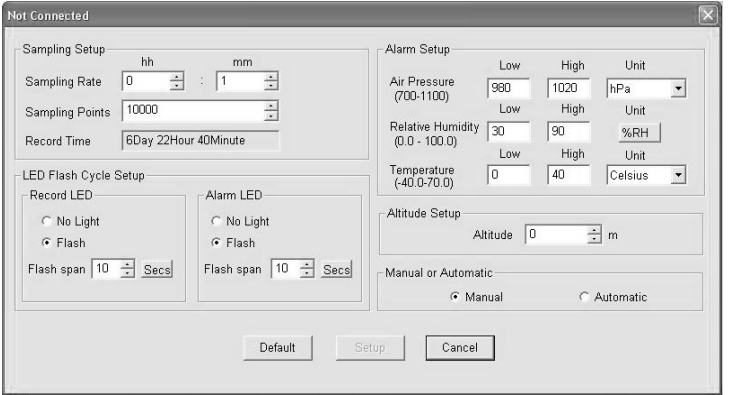 Not Connected
Sampling Setup
hh mm
Sampling Rate 0 : 1
Sampling Points 10000
Record Time 6Day 22Hour 40Minute
LED Flash Cycle Setup
Record LED
No Light
Flash
Flash span 10 Secs
Alarm LED
No Light
Flash
Flash span 10 Secs
Alarm Setup
Low High Unit
Air Pressure 980 1020 hPa
(700-1100)
Low High Unit
Relative Humidity 30 90 %RH
(0.0 - 100.0)
Low High Unit
Temperature 0 40 Celsius
(-40.0-70.0)
Altitude Setup
Altitude 0 m
Manual or Automatic
Manual Automatic
Default Setup Cancel